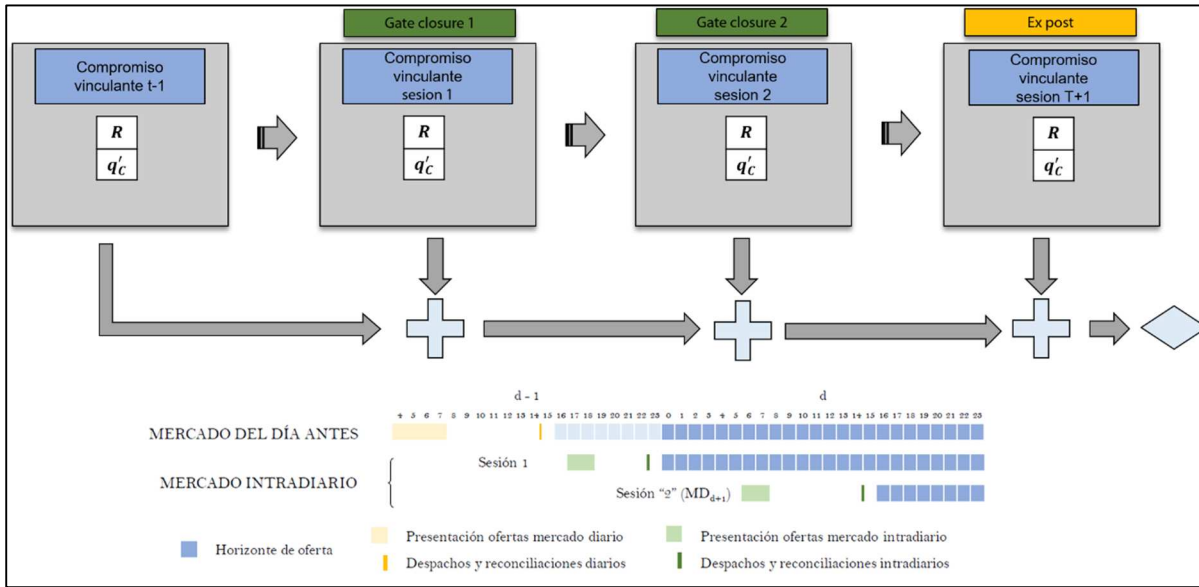 Gate closure 1
Gate closure 2
Ex post
Compromiso
vinculante t-1
R
q'C
Compromiso
vinculante
sesion 1
R
q'C
Compromiso
vinculante
sesion 2
R
q'C
Compromiso
vinculante
sesion T+1
R
q'C
d - 1
d
4 5 6 7 8 9 10 11 12 13 14 15 16 17 18 19 20 21 22 23 0 1 2 3 4 5 6 7 8 9 10 11 12 13 14 15 16 17 18 19 20 21 22 23
MERCADO DEL DÍA ANTES
Sesión 1
MERCADO INTRADIARIO
Sesión "2" (MDd+1)
Horizonte de oferta
Presentación ofertas mercado diario
Despachos y reconciliaciones diarios
Presentación ofertas mercado intradiario
Despachos y reconciliaciones intradiarios